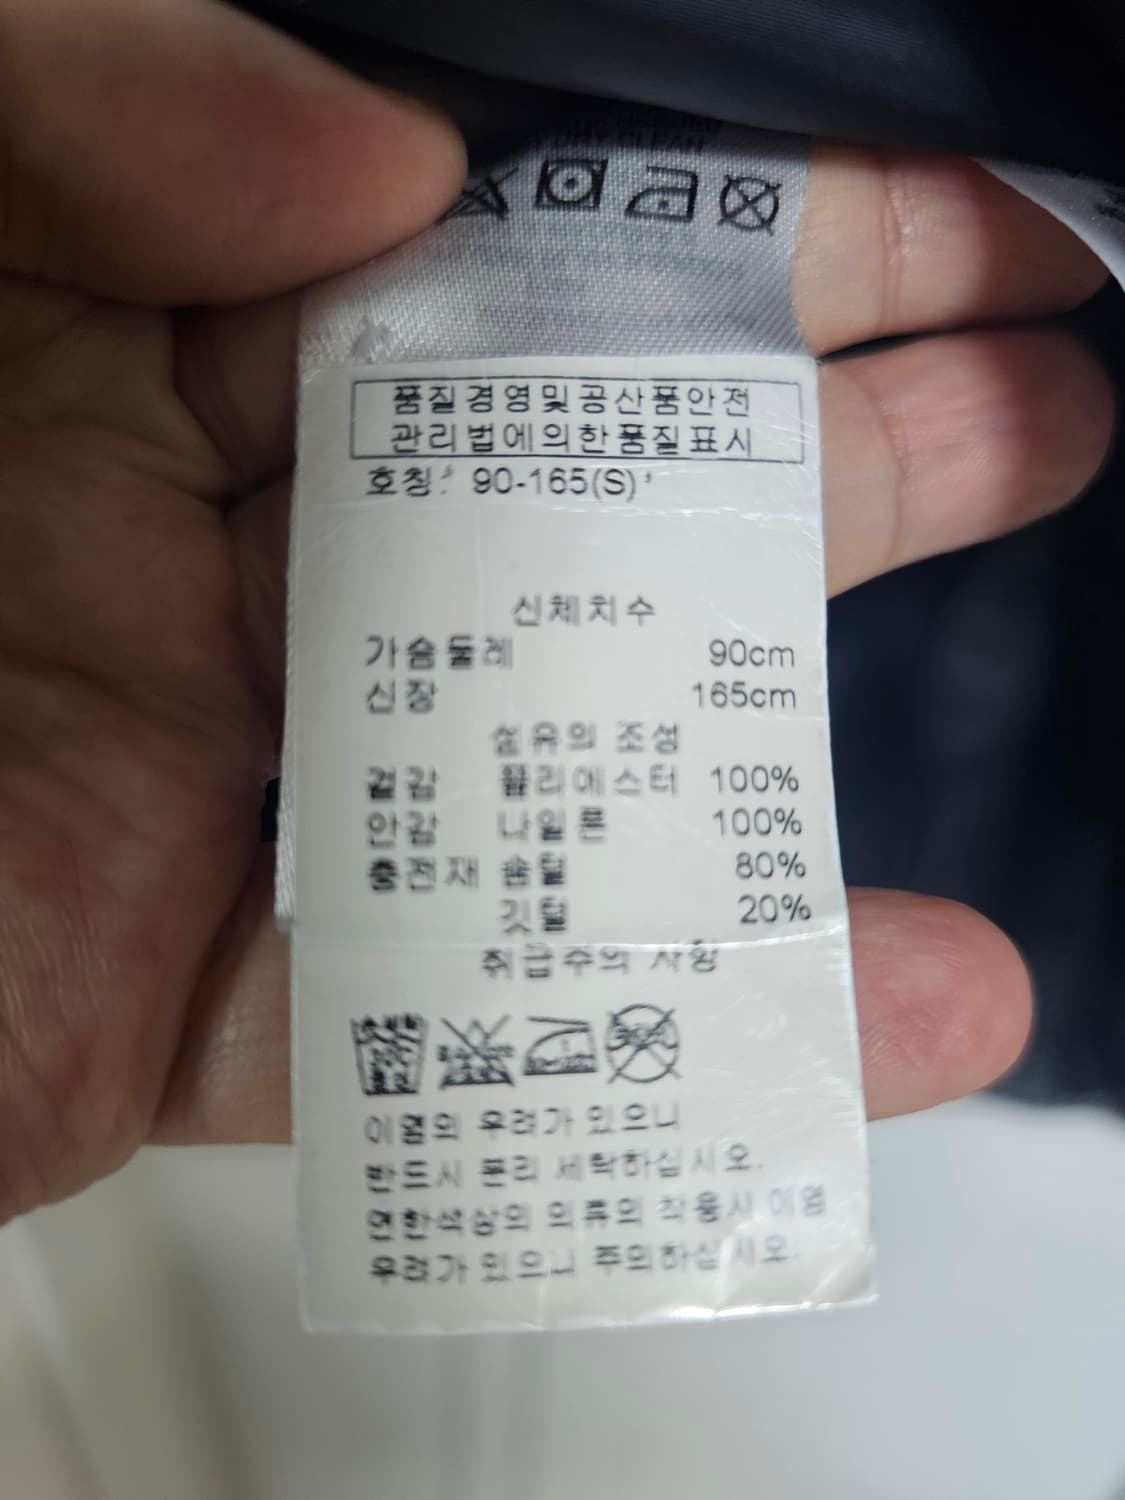 DRY CLEAN
품질경영및공산품안전
관리법에의한품질표시
호칭: 90-165(S)
신체치수
가슴둘레 90cm
신장 165cm
섬유의 조성
겉감 폴리에스터 100%
안감 나일론 100%
충전재 솜털 80%
깃털 20%
취급주의 사항
이염의 우려가 있으니
반드시 분리 세탁하십시오.
연한색상의 의류의 착용시 이염
우려가 있으니 주의하십시오.